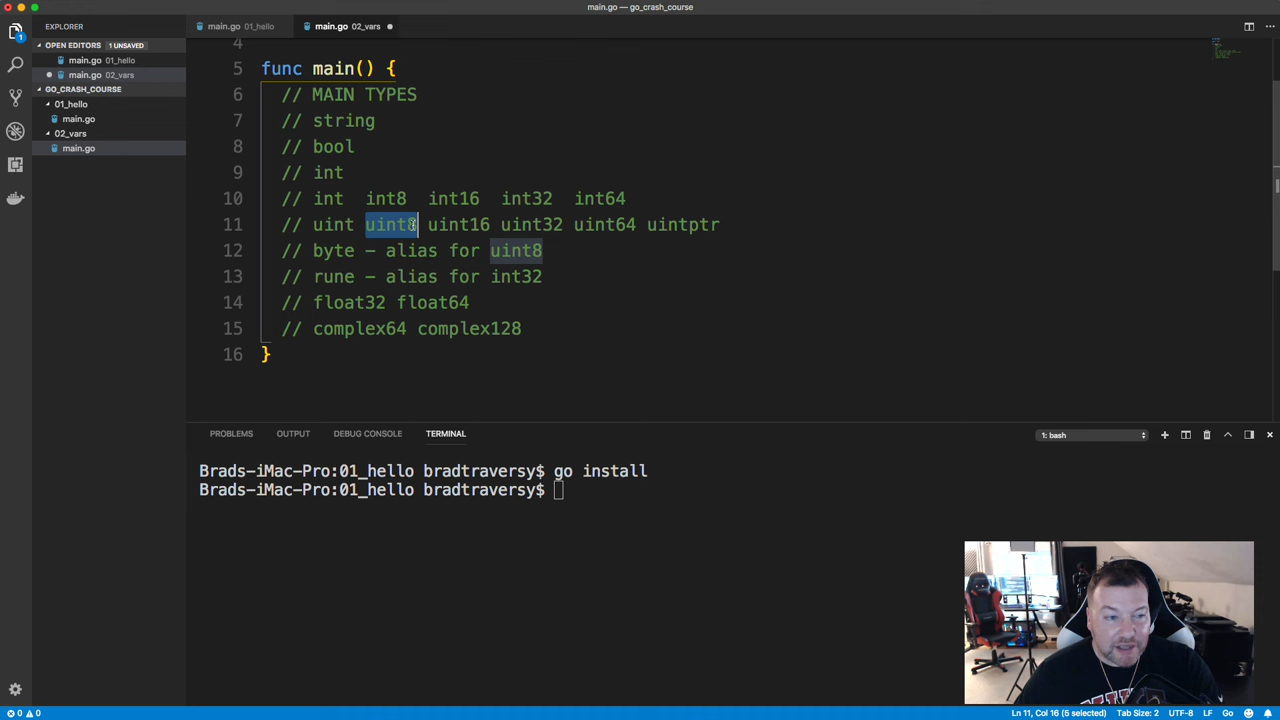 main.go — go_crash_course
EXPLORER
main.go 01_hello
main.go 02_vars
OPEN EDITORS 1 UNSAVED
main.go 01_hello
main.go 02_vars
GO_CRASH_COURSE
01_hello
main.go
02_vars
main.go
4
5 func main() {
6 // MAIN TYPES
7 // string
8 // bool
9 // int
10 // int int8 int16 int32 int64
11 // uint uint8 uint16 uint32 uint64 uintptr
12 // byte - alias for uint8
13 // rune - alias for int32
14 // float32 float64
15 // complex64 complex128
16 }
PROBLEMS OUTPUT DEBUG CONSOLE TERMINAL
1: bash
Brads-iMac-Pro:01_hello bradtraversy$ go install
Brads-iMac-Pro:01_hello bradtraversy$
0 0
Ln 11, Col 16 (5 selected) Tab Size: 2 UTF-8 LF Go